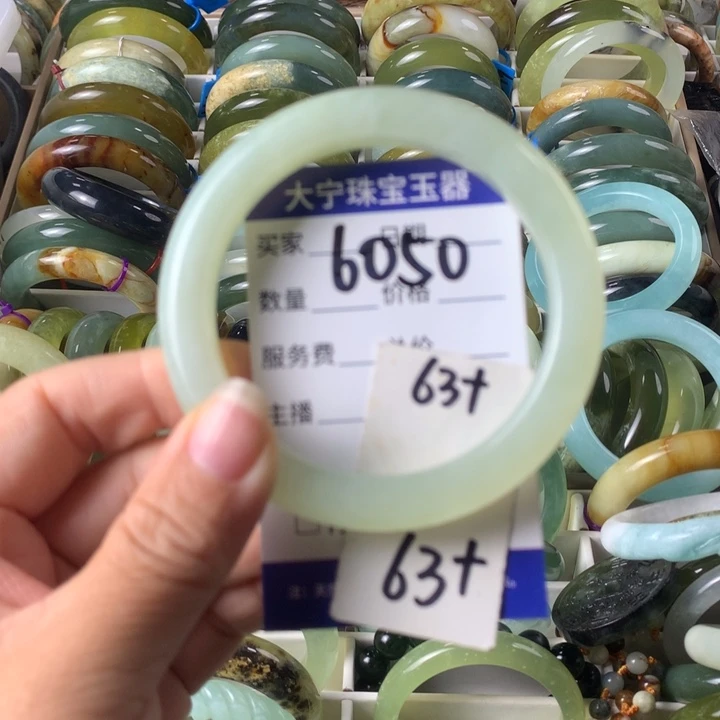 大宁珠宝玉器
买家 日期
6050
数量 价格
服务费
63+
主播
63+